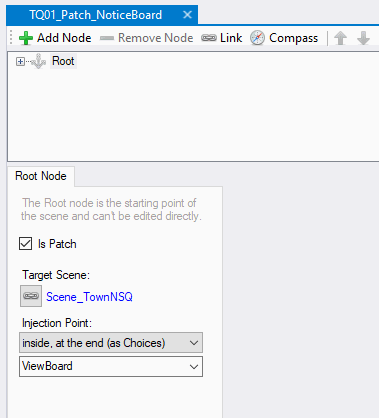 TQ01_Patch_NoticeBoard
Add Node Remove Node Link Compass
Root
Root Node
The Root node is the starting point of
the scene and can't be edited directly.
Is Patch
Target Scene:
Scene_TownNSQ
Injection Point:
inside, at the end (as Choices)
ViewBoard